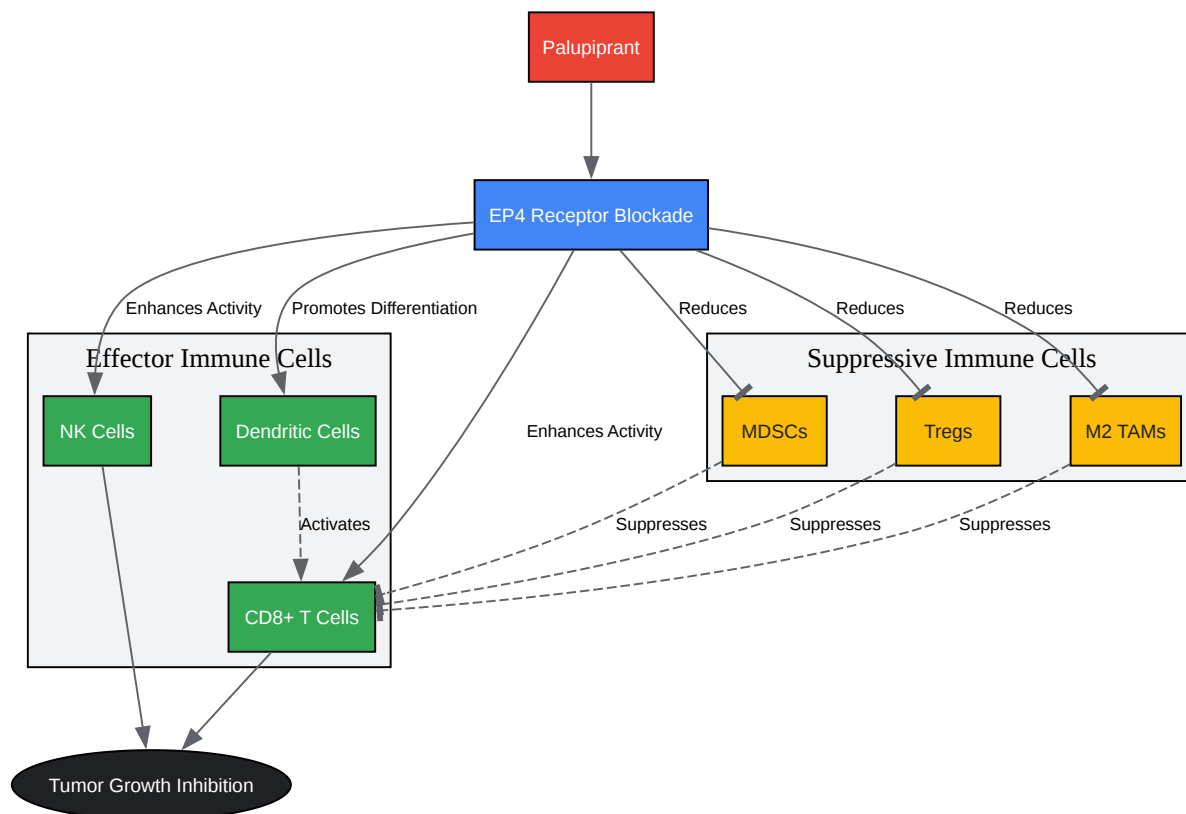 Palupiprant
EP4 Receptor Blockade
Enhances Activity
Promotes Differentiation
Reduces
Reduces
Reduces
Effector Immune Cells
Suppressive Immune Cells
NK Cells
Dendritic Cells
Enhances Activity
MDSCs
Tregs
M2 TAMs
Activates
Suppresses
Suppresses
Suppresses
CD8+ T Cells
Tumor Growth Inhibition